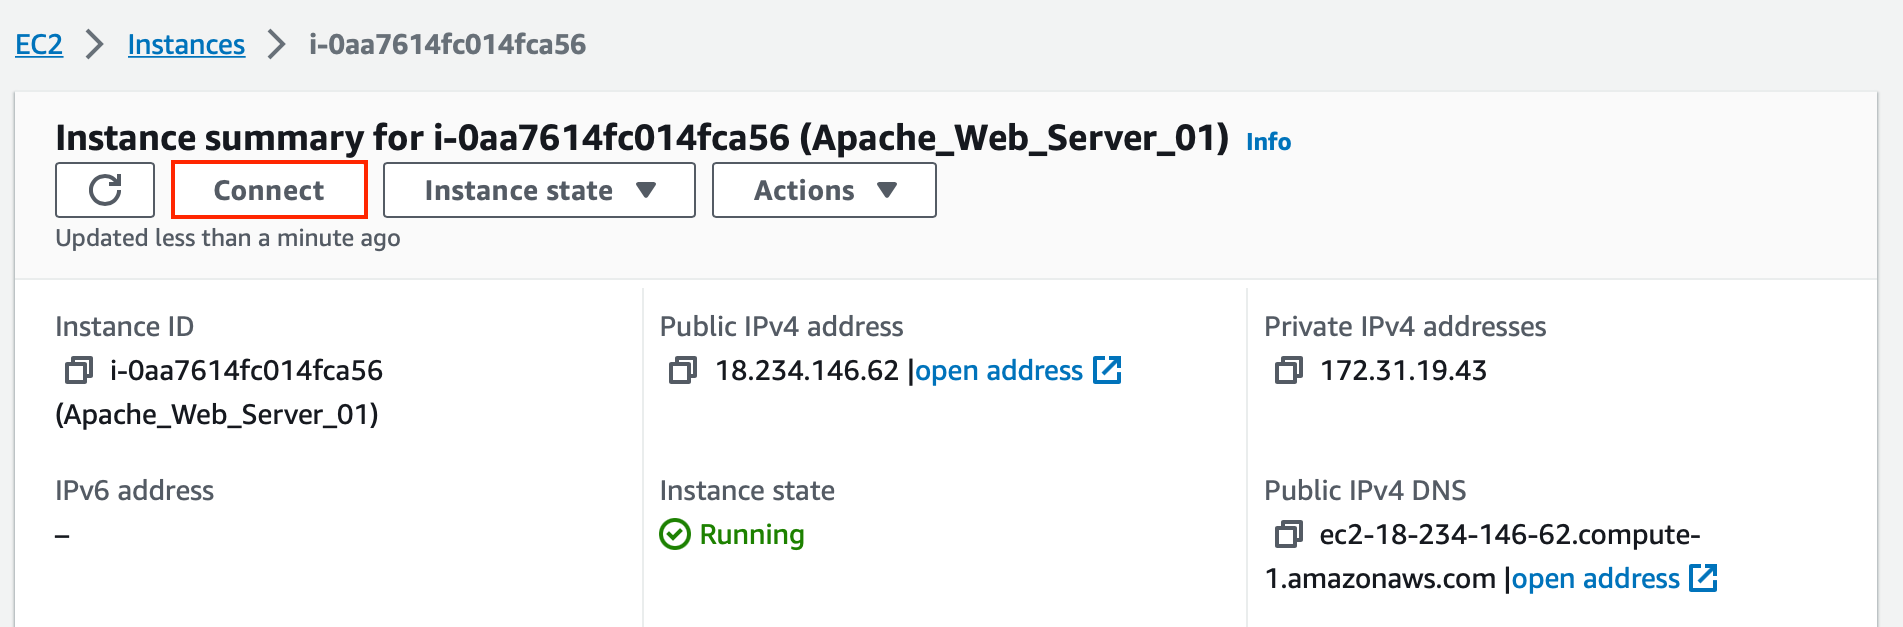 EC2 > Instances > i-0aa7614fc014fca56
Instance summary for i-0aa7614fc014fca56 (Apache_Web_Server_01) Info
Connect Instance state ▼ Actions ▼
Updated less than a minute ago
Instance ID
i-0aa7614fc014fca56
(Apache_Web_Server_01)
Public IPv4 address
18.234.146.62 |open address
Private IPv4 addresses
172.31.19.43
IPv6 address
–
Instance state
Running
Public IPv4 DNS
ec2-18-234-146-62.compute-
1.amazonaws.com |open address